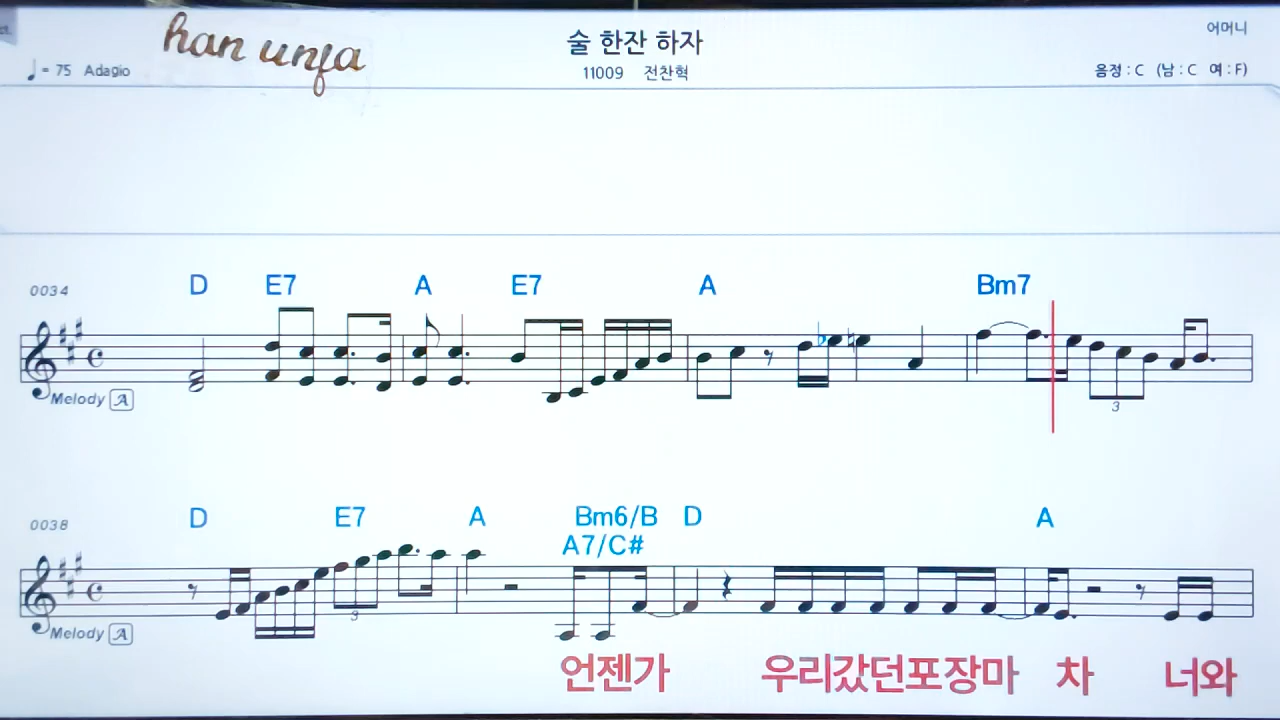 han unja
술 한잔 하자
어머니
♩= 75 Adagio
11009 전찬혁
음정 : C (남 : C 여 : F)
0034
D E7 A E7 A Bm7
Melody A
3
0038
D E7 A Bm6/B D A
A7/C#
Melody A
3
언젠가 우리갔던포장마 차 너와